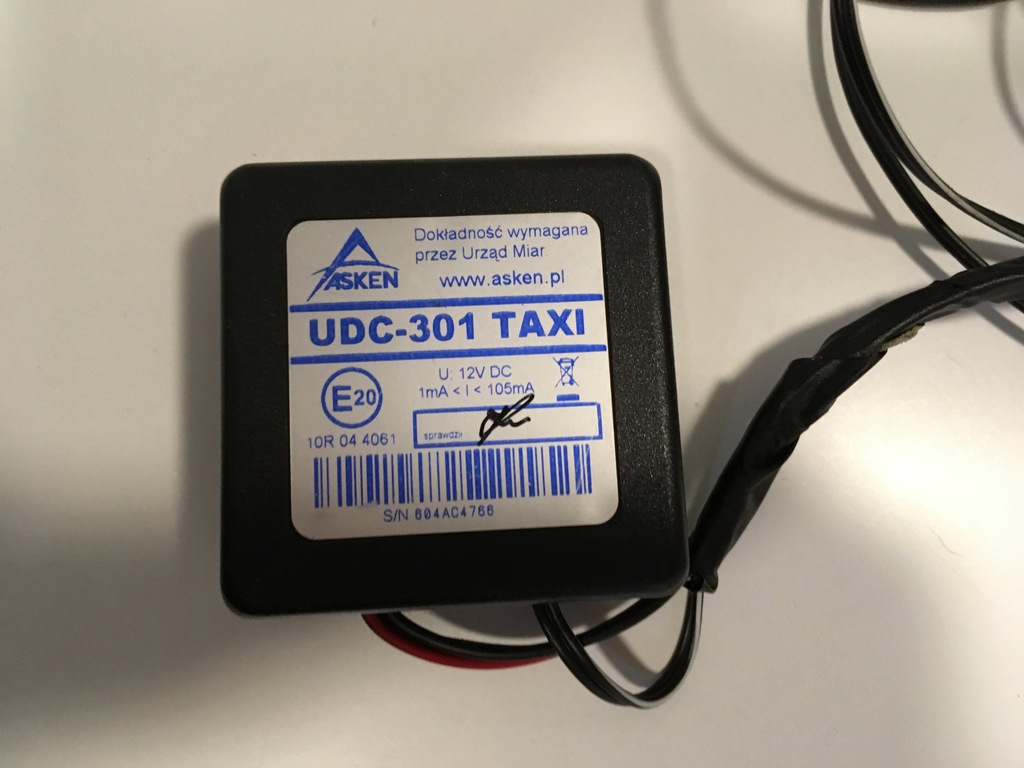 ASKEN
Dokładność wymagana
przez Urząd Miar
www.asken.pl
UDC-301 TAXI
E20
U: 12V DC
1mA < I < 105mA
10R 04 4061
sprawdził
S/N 604AC4766